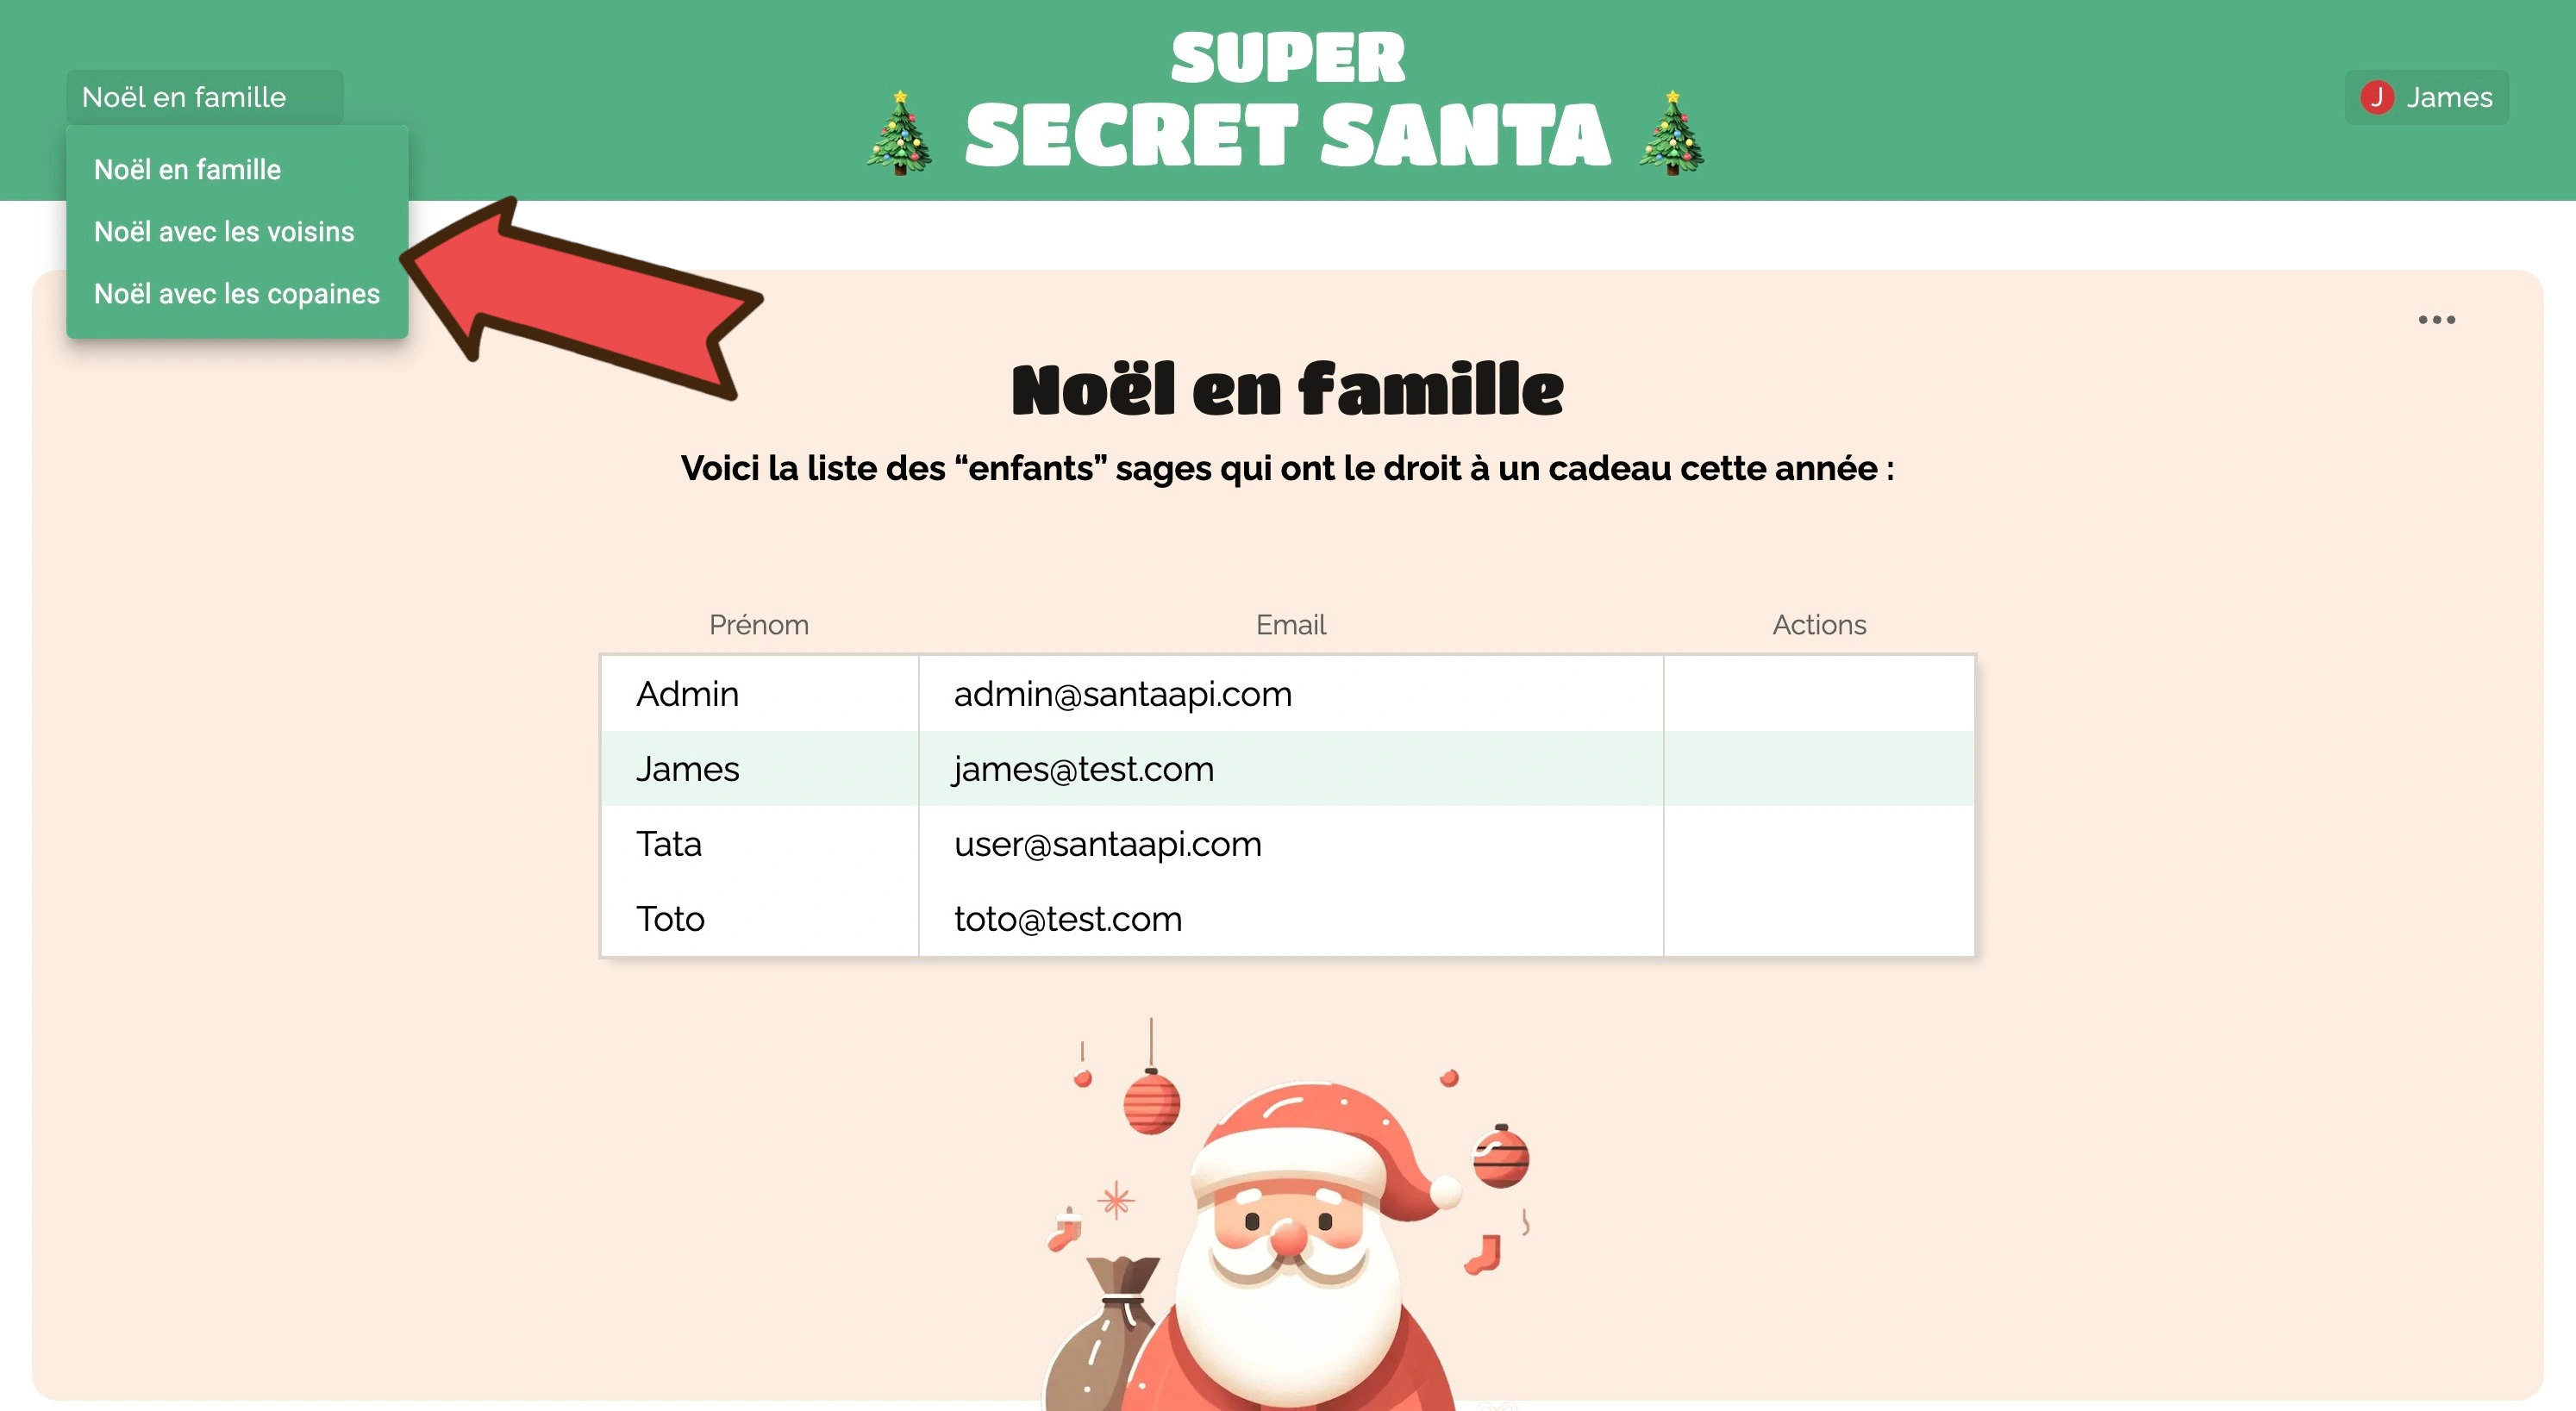 SUPER
SECRET SANTA
Noël en famille
J James
Noël en famille
Noël avec les voisins
Noël avec les copaines
Noël en famille
Voici la liste des “enfants” sages qui ont le droit à un cadeau cette année :
Prénom Email Actions
Admin admin@santaapi.com
James james@test.com
Tata user@santaapi.com
Toto toto@test.com